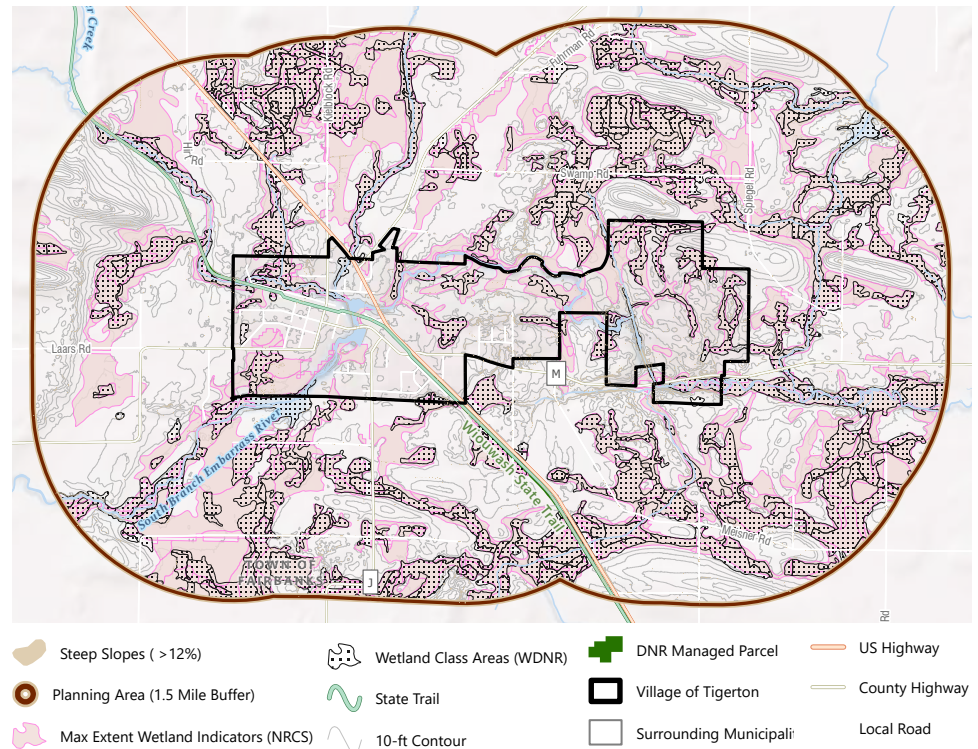 Creek
Fuhrman Rd
Kielblock Rd
Hill
Rd
Swamp Rd
Spiegel Rd
Laars Rd
M
South Branch Embarrass River
Wiouwash State Trail
Meisner Rd
TOWN OF
FAIRBANKS
J
Rd
Steep Slopes ( >12%)
Planning Area (1.5 Mile Buffer)
Max Extent Wetland Indicators (NRCS)
Wetland Class Areas (WDNR)
State Trail
10-ft Contour
DNR Managed Parcel
Village of Tigerton
Surrounding Municipali
US Highway
County Highway
Local Road